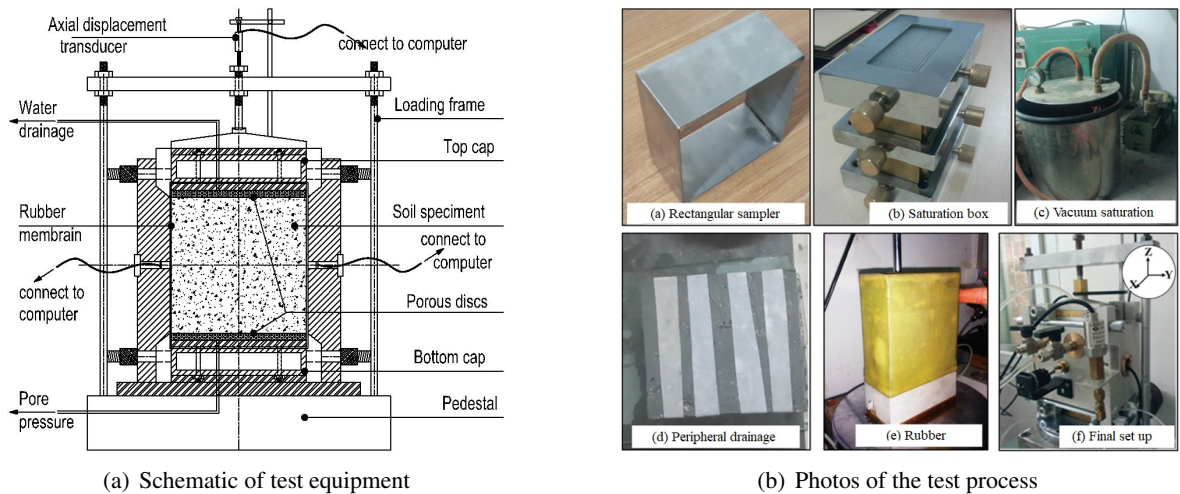 Axial displacement
transducer
connect to computer
Water
drainage
Loading frame
Top cap
Rubber
membrain
Soil speciment
connect to
computer
connect to
computer
Porous discs
Bottom cap
Pore
pressure
Pedestal
(a) Schematic of test equipment
(a) Rectangular sampler
(b) Saturation box
(c) Vacuum saturation
(d) Peripheral drainage
(e) Rubber
(f) Final set up
Z
Y
X
(b) Photos of the test process